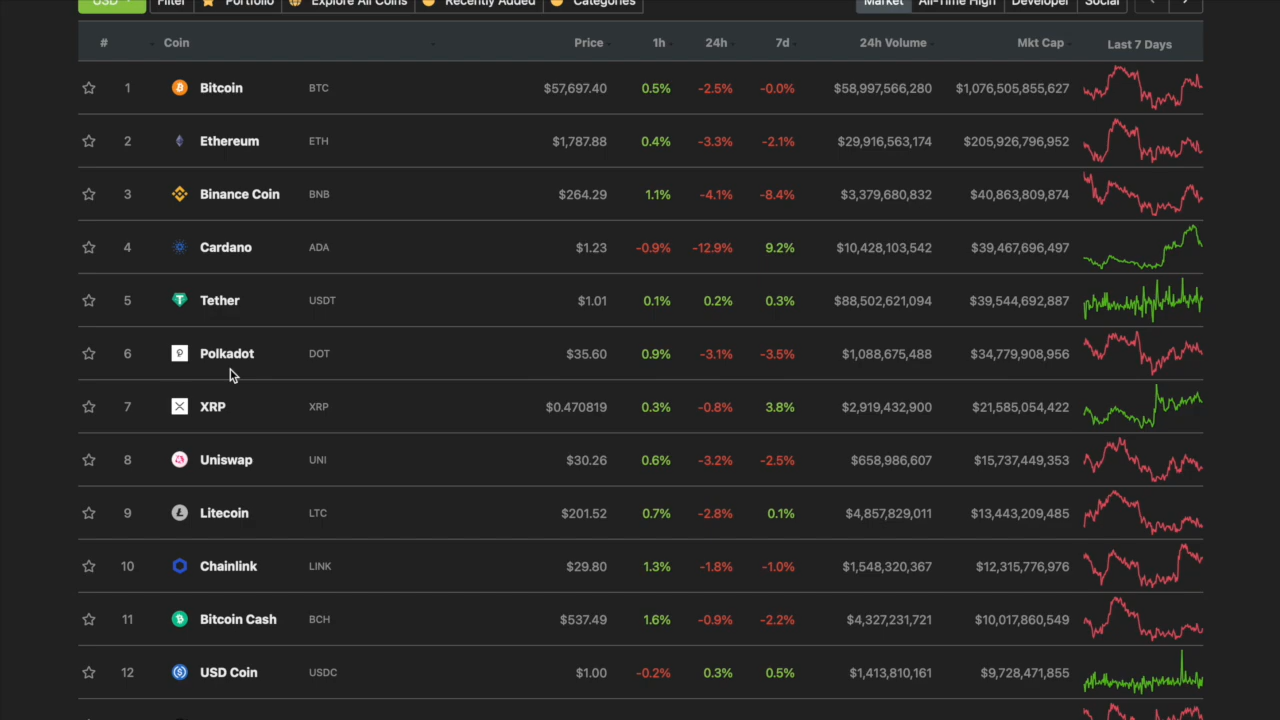 USD Filter Portfolio Explore All Coins Recently Added Categories Market All-Time High Developer Social
# Coin Price 1h 24h 7d 24h Volume Mkt Cap Last 7 Days
1 Bitcoin BTC $57,697.40 0.5% -2.5% -0.0% $58,997,566,280 $1,076,505,855,627
2 Ethereum ETH $1,787.88 0.4% -3.3% -2.1% $29,916,563,174 $205,926,796,952
3 Binance Coin BNB $264.29 1.1% -4.1% -8.4% $3,379,680,832 $40,863,809,874
4 Cardano ADA $1.23 -0.9% -12.9% 9.2% $10,428,103,542 $39,467,696,497
5 Tether USDT $1.01 0.1% 0.2% 0.3% $88,502,621,094 $39,544,692,887
6 Polkadot DOT $35.60 0.9% -3.1% -3.5% $1,088,675,488 $34,779,908,956
7 XRP XRP $0.470819 0.3% -0.8% 3.8% $2,919,432,900 $21,585,054,422
8 Uniswap UNI $30.26 0.6% -3.2% -2.5% $658,986,607 $15,737,449,353
9 Litecoin LTC $201.52 0.7% -2.8% 0.1% $4,857,829,011 $13,443,209,485
10 Chainlink LINK $29.80 1.3% -1.8% -1.0% $1,548,320,367 $12,315,776,976
11 Bitcoin Cash BCH $537.49 1.6% -0.9% -2.2% $4,327,231,721 $10,017,860,549
12 USD Coin USDC $1.00 -0.2% 0.3% 0.5% $1,413,810,161 $9,728,471,855